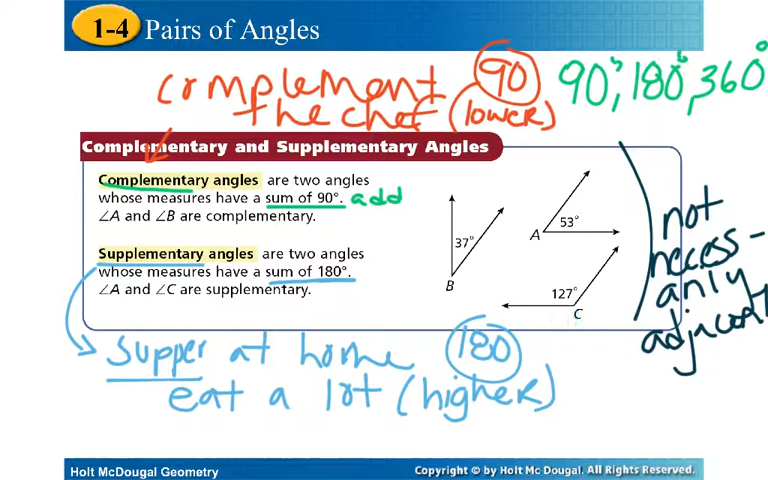 1-4 Pairs of Angles
complement 90 90°, 180°, 360°
the chef (lower)
Complementary and Supplementary Angles
Complementary angles are two angles
whose measures have a sum of 90°. add
∠A and ∠B are complementary.
Supplementary angles are two angles
whose measures have a sum of 180°.
∠A and ∠C are supplementary.
37°
B
53°
A
127°
C
not
necess-
arily
adjacent
supper at home 180
eat a lot (higher)
Holt McDougal Geometry
Copyright © by Holt Mc Dougal. All Rights Reserved.